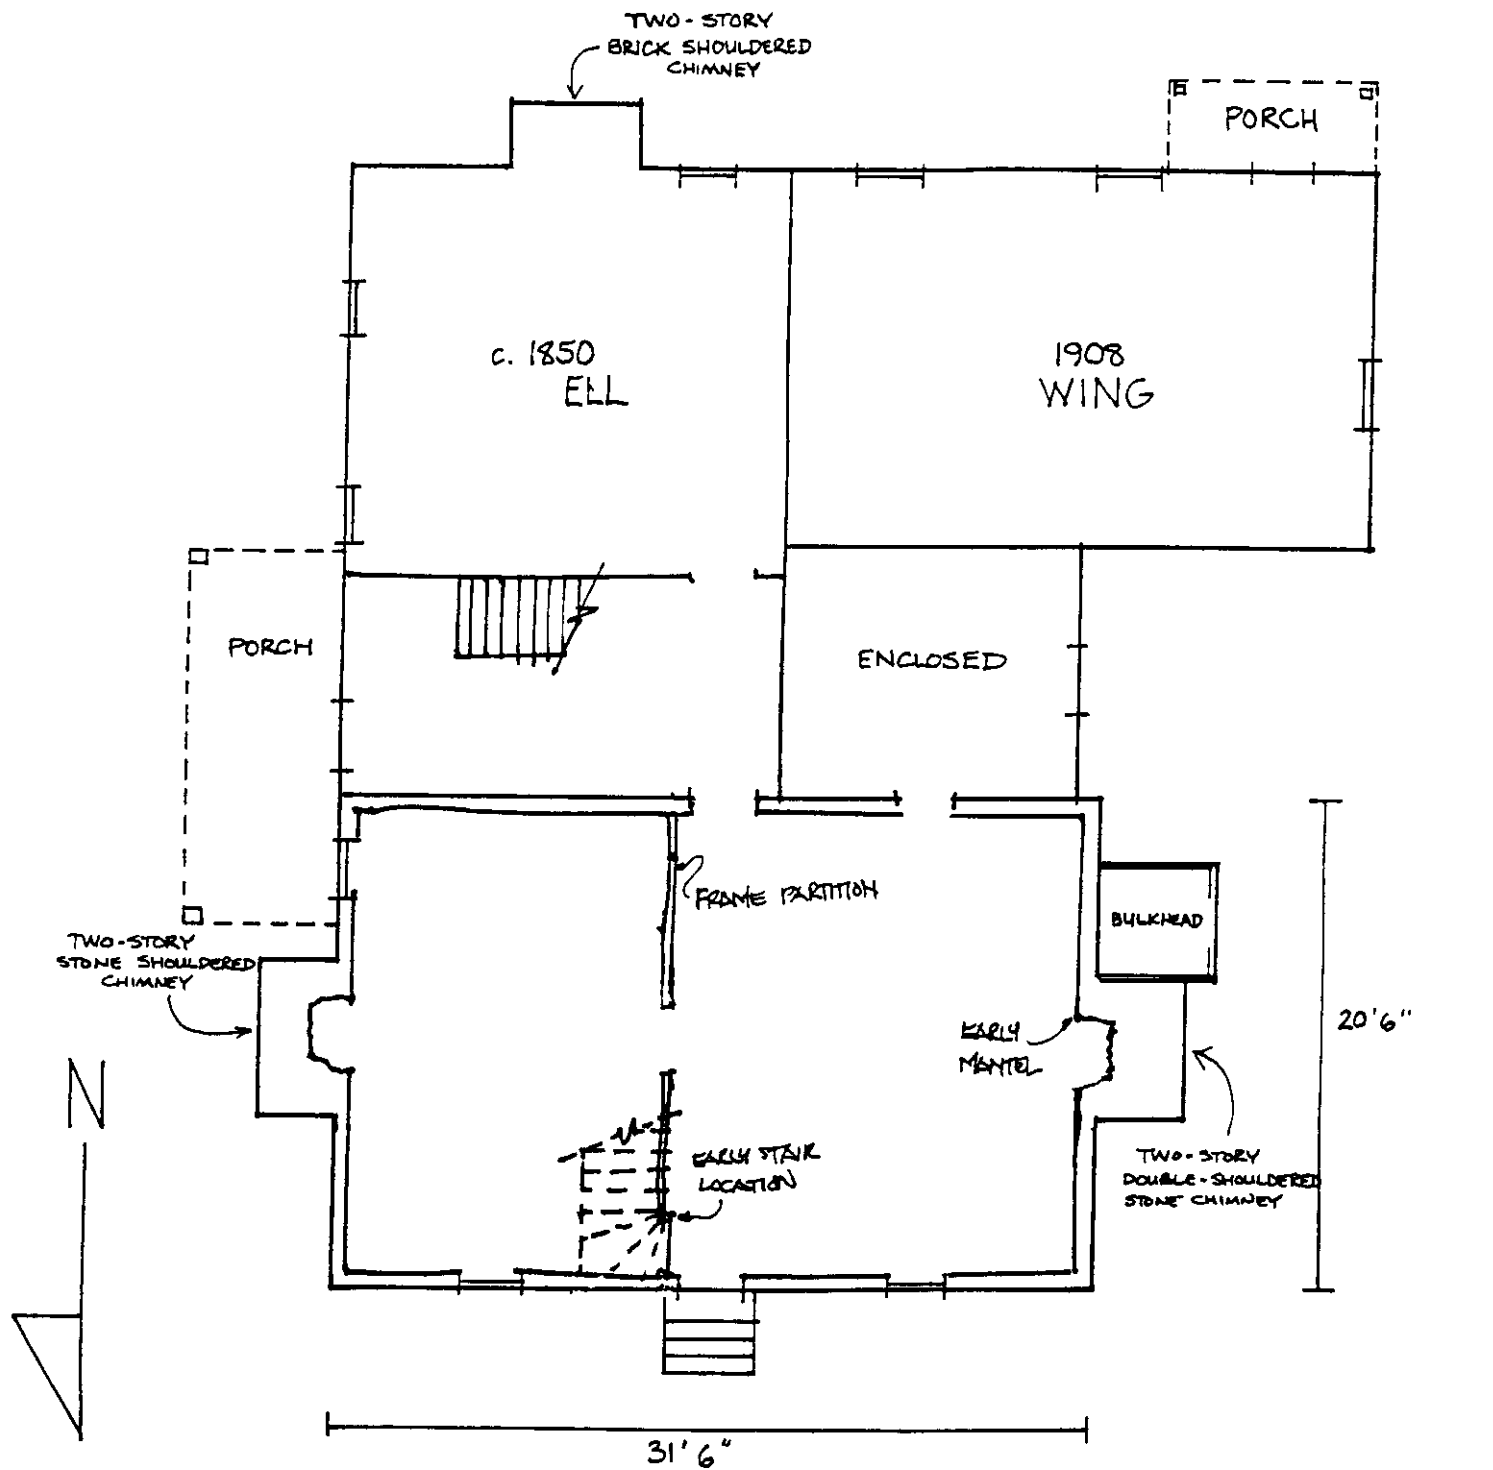 TWO-STORY
BRICK SHOULDERED
CHIMNEY
PORCH
c. 1850
ELL
1908
WING
PORCH
ENCLOSED
FRAME PARTITION
BULKHEAD
TWO-STORY
STONE SHOULDERED
CHIMNEY
EARLY
MANTEL
20'6"
N
EARLY STAIR
LOCATION
TWO-STORY
DOUBLE-SHOULDERED
STONE CHIMNEY
31'6"